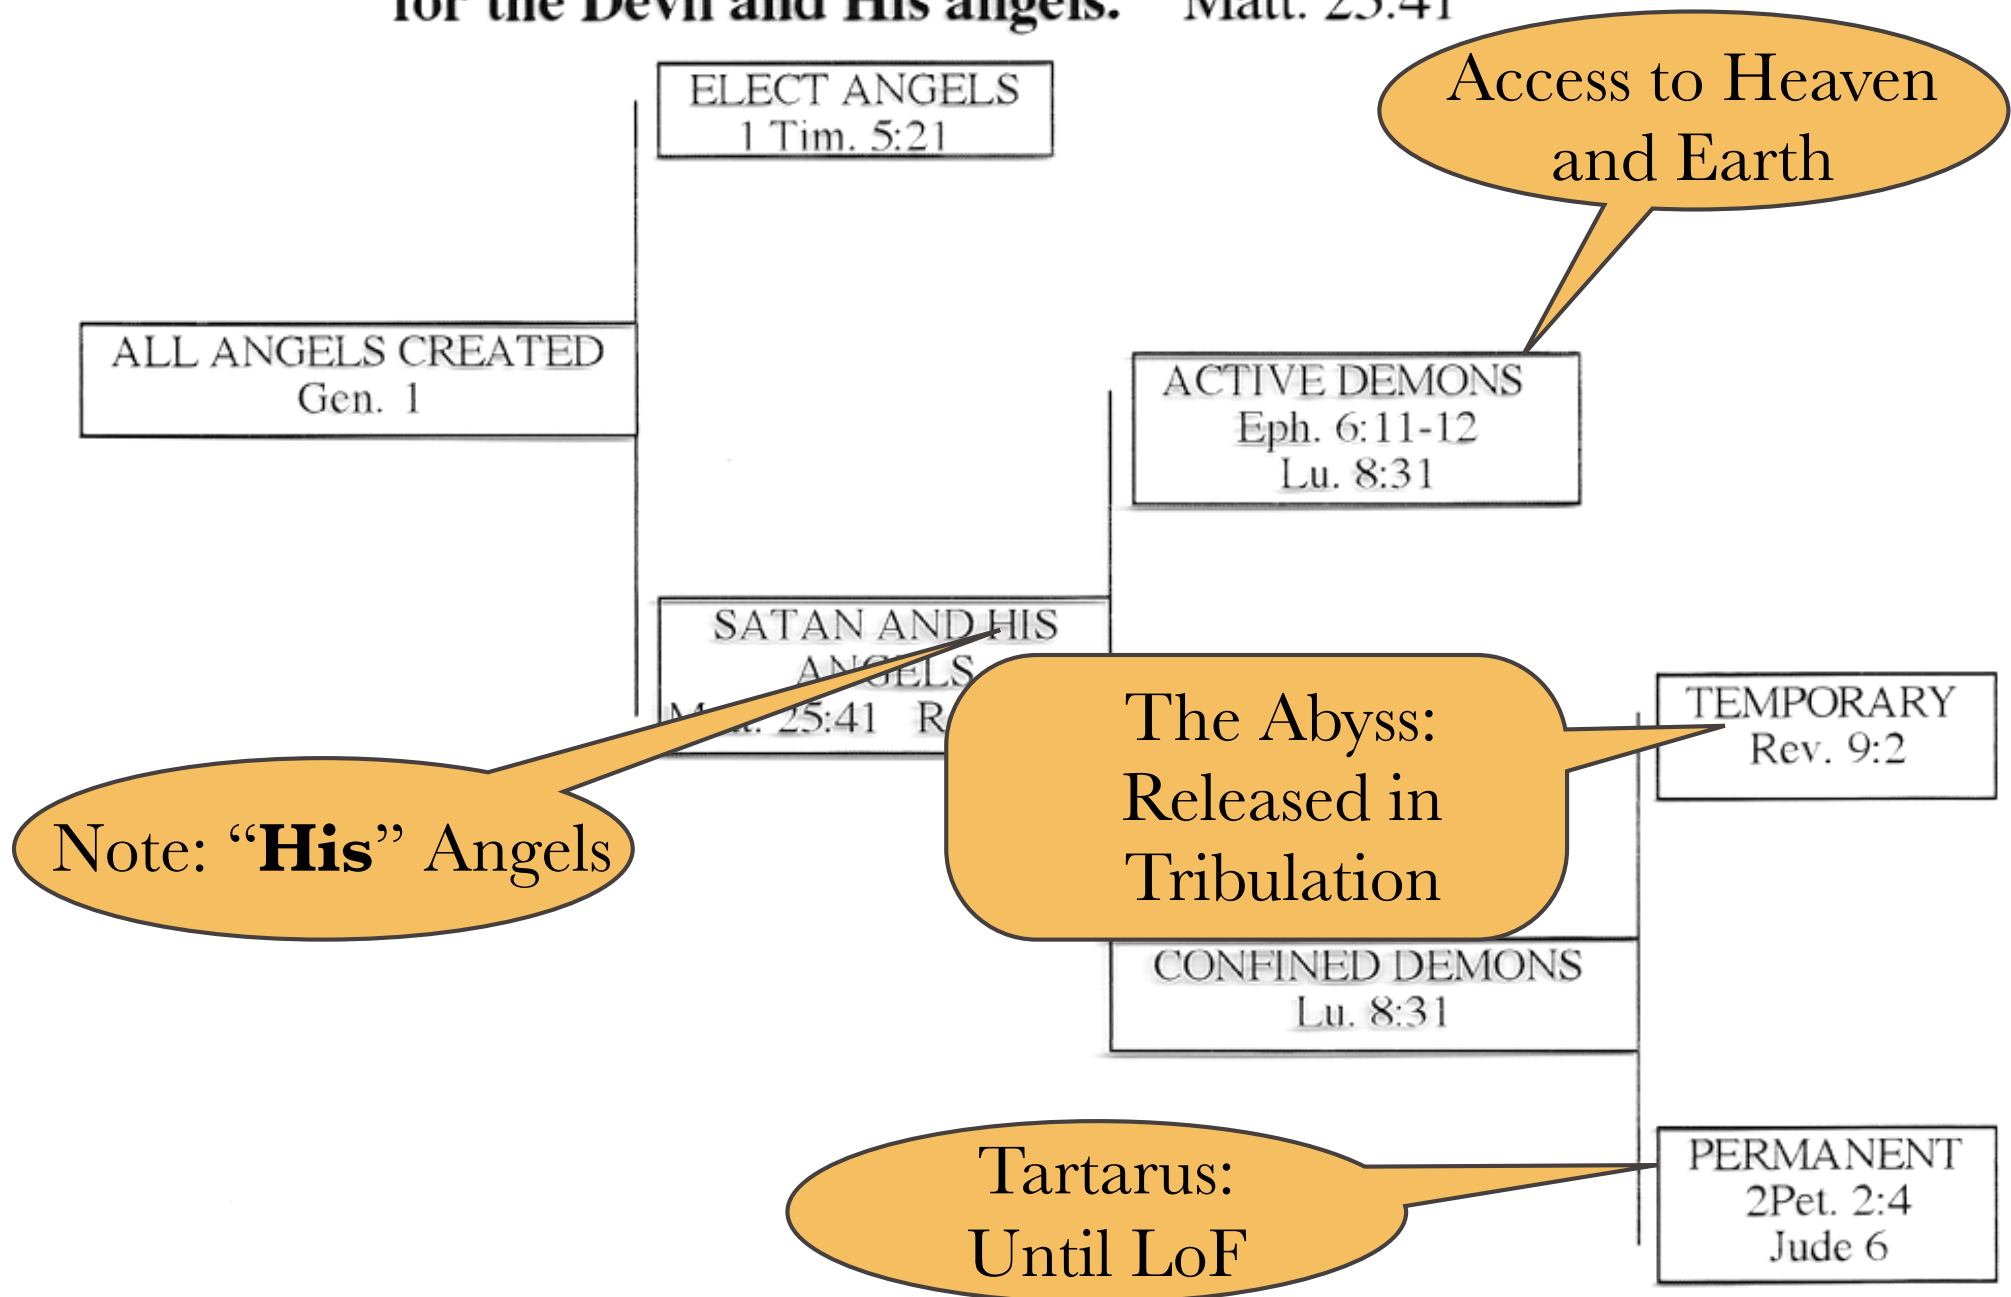 for the Devil and His angels. Matt. 25:41
ELECT ANGELS
1 Tim. 5:21
Access to Heaven
and Earth
ALL ANGELS CREATED
Gen. 1
ACTIVE DEMONS
Eph. 6:11-12
Lu. 8:31
SATAN AND HIS
ANGELS
25:41
Note: “His” Angels
The Abyss:
Released in
Tribulation
TEMPORARY
Rev. 9:2
CONFINED DEMONS
Lu. 8:31
Tartarus:
Until LoF
PERMANENT
2Pet. 2:4
Jude 6